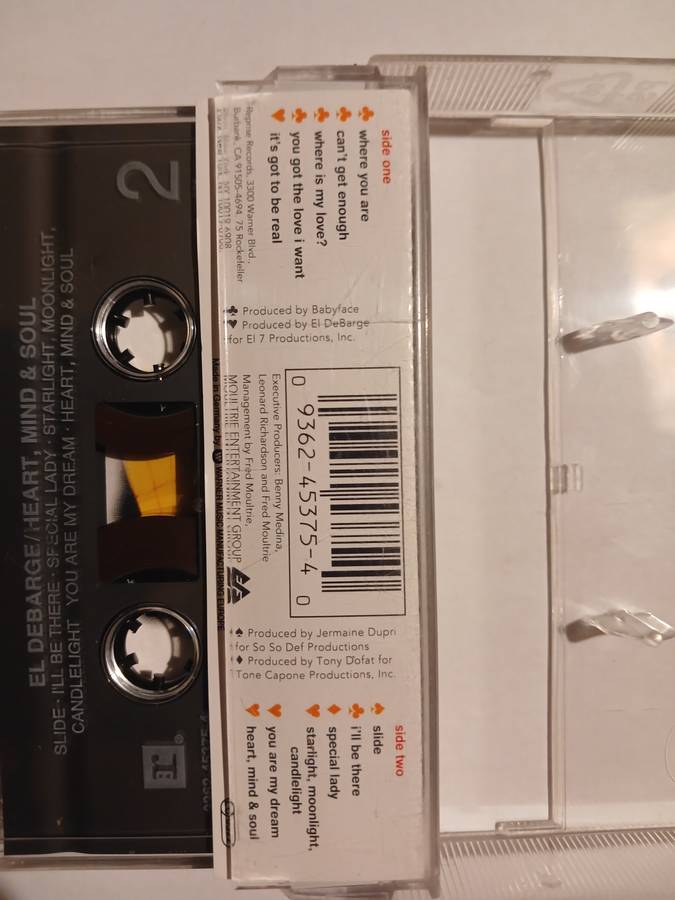 2
EL DEBARGE/HEART, MIND & SOUL
SLIDE · I'LL BE THERE · SPECIAL LADY · STARLIGHT, MOONLIGHT,
CANDLELIGHT YOU ARE MY DREAM · HEART, MIND & SOUL
side one
♣ where you are
♣ can't get enough
♣ where is my love?
♣ you got the love i want
♥ it's got to be real
Reprise Records, 3300 Warner Blvd.,
Burbank, CA 91505-4694. 75 Rockefeller
♣ Produced by Babyface
♥ Produced by El DeBarge
for El 7 Productions, Inc.
0 9362-45375-4 0
Executive Producers: Benny Medina,
Leonard Richardson and Fred Moultrie
Management by Fred Moultrie,
MOULTRIE ENTERTAINMENT GROUP
Made in Germany by WARNER MUSIC MANUFACTURING EUROPE
♠ Produced by Jermaine Dupri
for So So Def Productions
♦ Produced by Tony Dofat for
Tone Capone Productions, Inc.
side two
♠ slide
♣ i'll be there
♦ special lady
♥ starlight, moonlight,
candlelight
♥ you are my dream
♥ heart, mind & soul